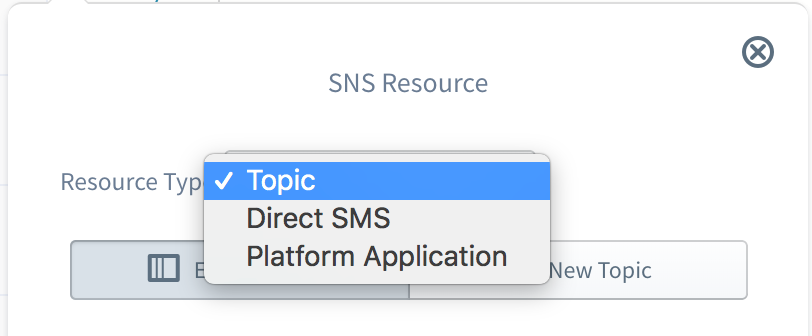 SNS Resource
Resource Typ
✓ Topic
Direct SMS
Platform Application
New Topic